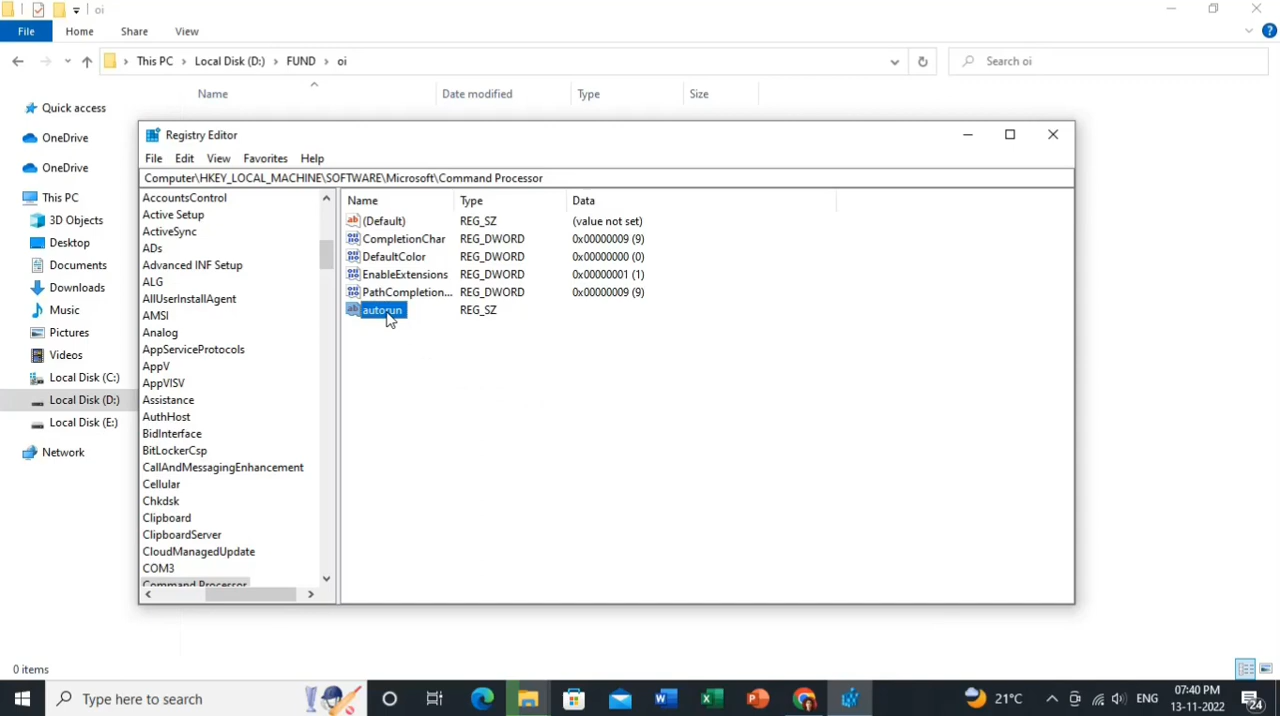 oi
File Home Share View
This PC Local Disk (D:) FUND oi Search oi
Name Date modified Type Size
Quick access
OneDrive
OneDrive
This PC
3D Objects
Desktop
Documents
Downloads
Music
Pictures
Videos
Local Disk (C:)
Local Disk (D:)
Local Disk (E:)
Network
Registry Editor
File Edit View Favorites Help
Computer\HKEY_LOCAL_MACHINE\SOFTWARE\Microsoft\Command Processor
AccountsControl
Active Setup
ActiveSync
ADs
Advanced INF Setup
ALG
AllUserInstallAgent
AMSI
Analog
AppServiceProtocols
AppV
AppVISV
Assistance
AuthHost
BidInterface
BitLockerCsp
CallAndMessagingEnhancement
Cellular
Chkdsk
Clipboard
ClipboardServer
CloudManagedUpdate
COM3
Command Processor
Name Type Data
(Default) REG_SZ (value not set)
CompletionChar REG_DWORD 0x00000009 (9)
DefaultColor REG_DWORD 0x00000000 (0)
EnableExtensions REG_DWORD 0x00000001 (1)
PathCompletion... REG_DWORD 0x00000009 (9)
autorun REG_SZ
0 items
Type here to search
21°C
ENG
07:40 PM
13-11-2022
24